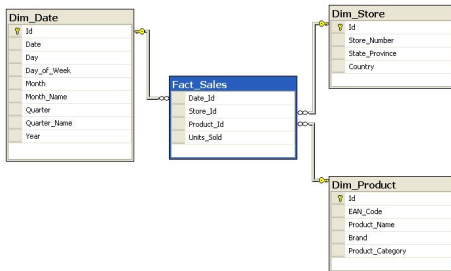 Dim_Date
Id
Date
Day
Day_of_Week
Month
Month_Name
Quarter
Quarter_Name
Year
Fact_Sales
Date_Id
Store_Id
Product_Id
Units_Sold
Dim_Store
Id
Store_Number
State_Province
Country
Dim_Product
Id
EAN_Code
Product_Name
Brand
Product_Category